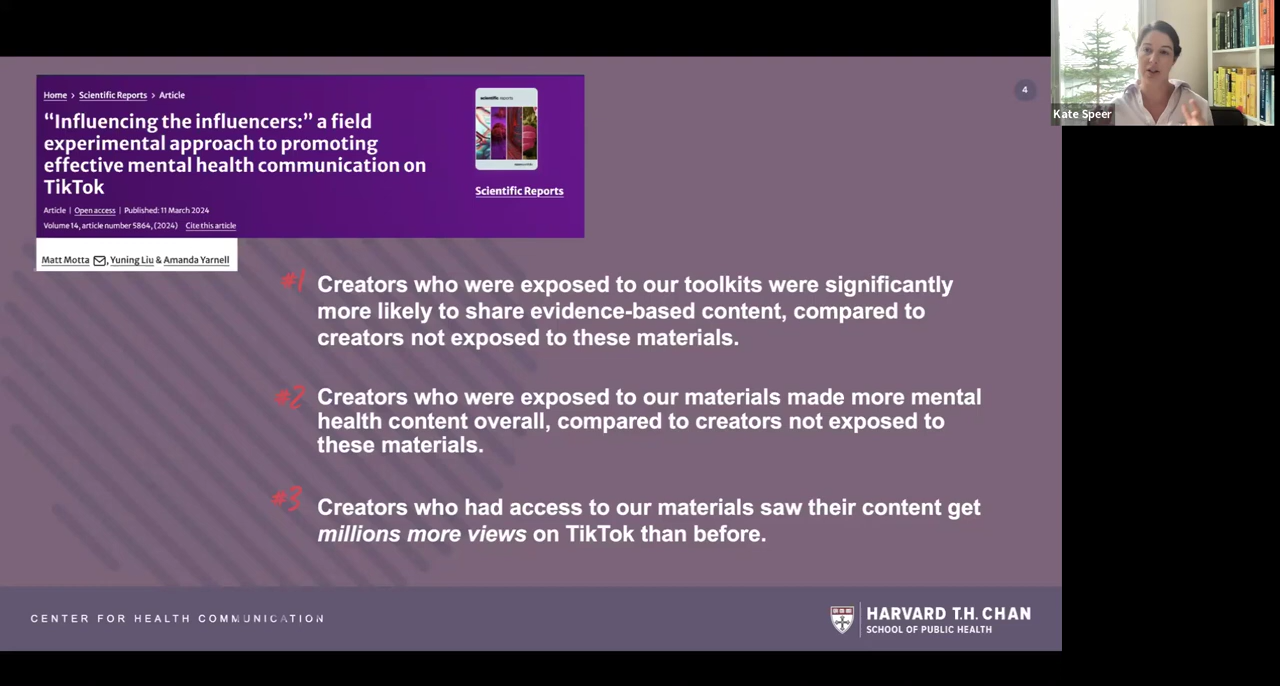 Home > Scientific Reports > Article
“Influencing the influencers:” a field
experimental approach to promoting
effective mental health communication on
TikTok
Article | Open access | Published: 11 March 2024
Volume 14, article number 5864, (2024) Cite this article
scientific reports
Scientific Reports
Matt Motta, Yuning Liu & Amanda Yarnell
4
Kate Speer
#1 Creators who were exposed to our toolkits were significantly
more likely to share evidence-based content, compared to
creators not exposed to these materials.
#2 Creators who were exposed to our materials made more mental
health content overall, compared to creators not exposed to
these materials.
#3 Creators who had access to our materials saw their content get
millions more views on TikTok than before.
CENTER FOR HEALTH COMMUNICATION
HARVARD T.H. CHAN
SCHOOL OF PUBLIC HEALTH